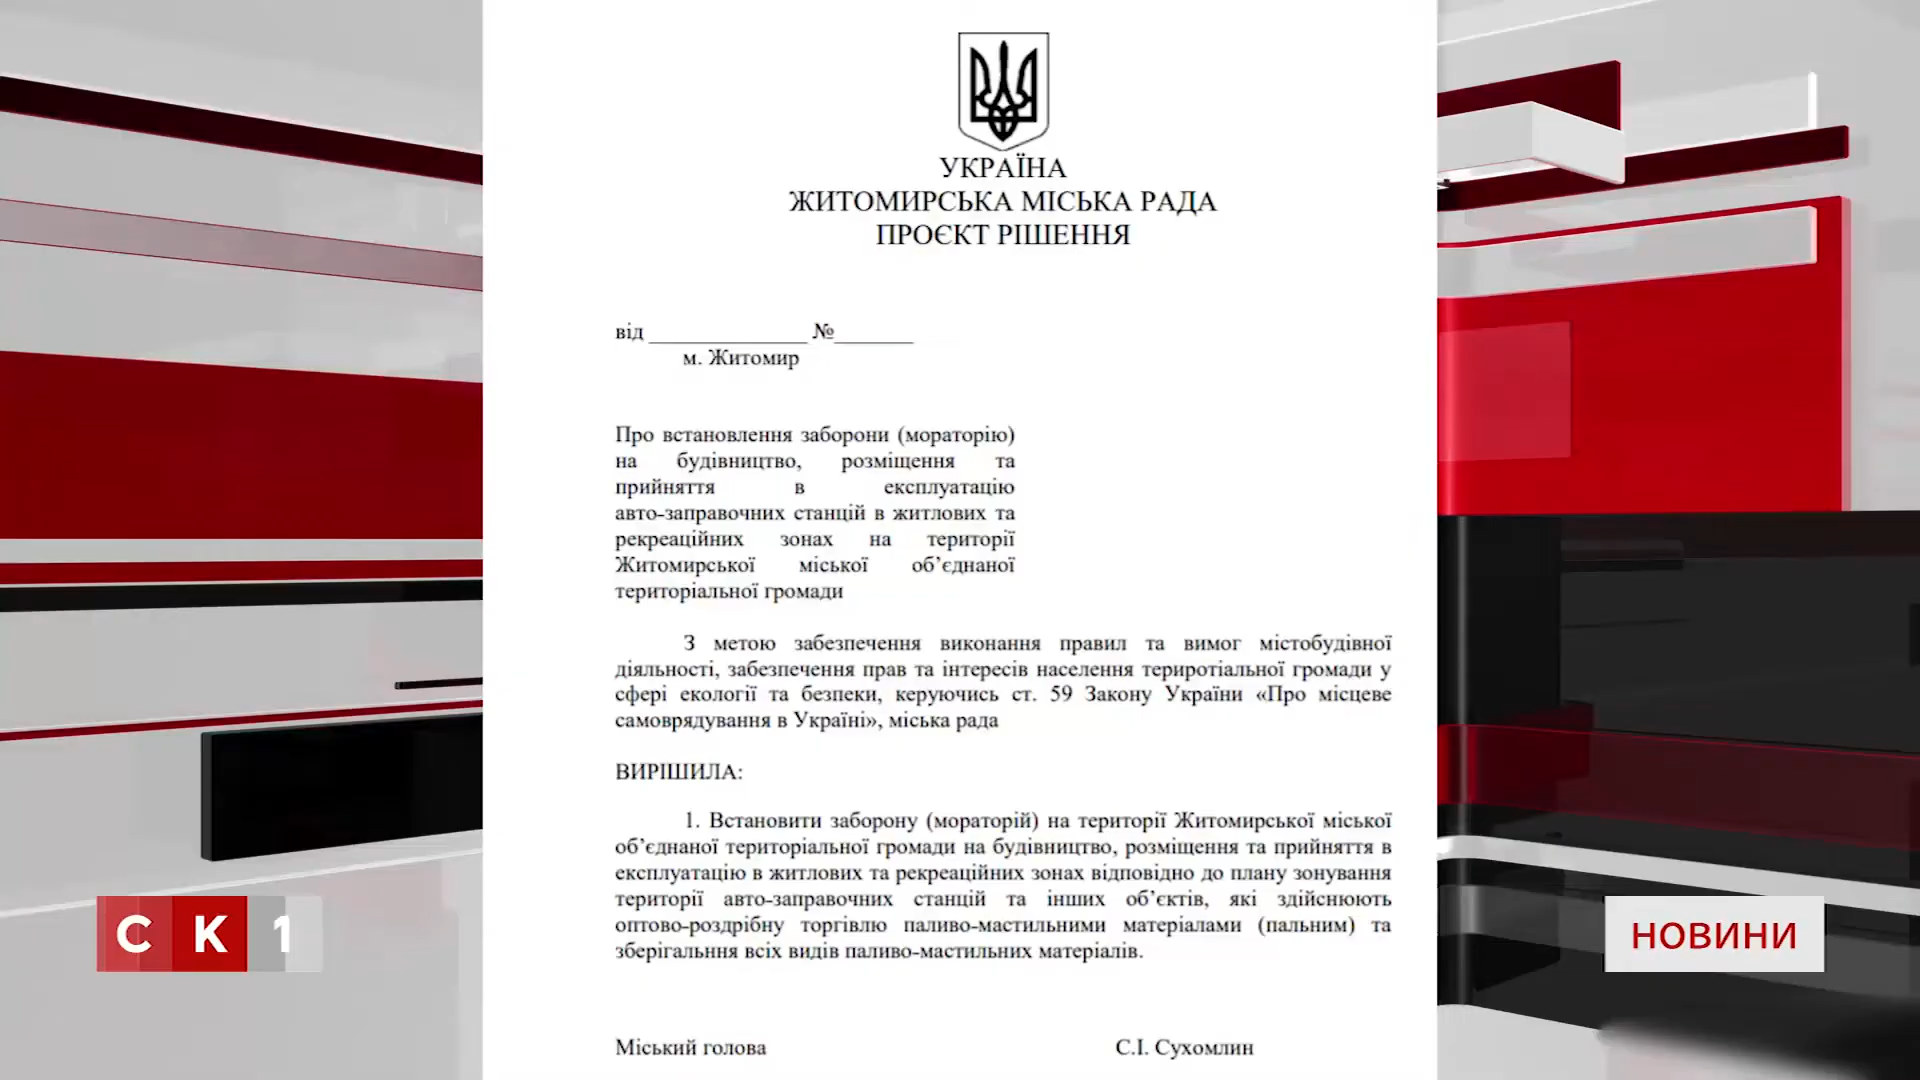 УКРАЇНА
ЖИТОМИРСЬКА МІСЬКА РАДА
ПРОЄКТ РІШЕННЯ
від ______________ №_______
м. Житомир
Про встановлення заборони (мораторію)
на будівництво, розміщення та
прийняття в експлуатацію
авто-заправочних станцій в житлових та
рекреаційних зонах на території
Житомирської міської об’єднаної
територіальної громади
З метою забезпечення виконання правил та вимог містобудівної
діяльності, забезпечення прав та інтересів населення териротіальної громади у
сфері екології та безпеки, керуючись ст. 59 Закону України «Про місцеве
самоврядування в Україні», міська рада
ВИРІШИЛА:
1. Встановити заборону (мораторій) на території Житомирської міської
об’єднаної територіальної громади на будівництво, розміщення та прийняття в
експлуатацію в житлових та рекреаційних зонах відповідно до плану зонування
території авто-заправочних станцій та інших об’єктів, які здійснюють
оптово-роздрібну торгівлю паливо-мастильними матеріалами (пальним) та
зберігальння всіх видів паливо-мастильних матеріалів.
Міський голова С.І. Сухомлин
СК1
НОВИНИ